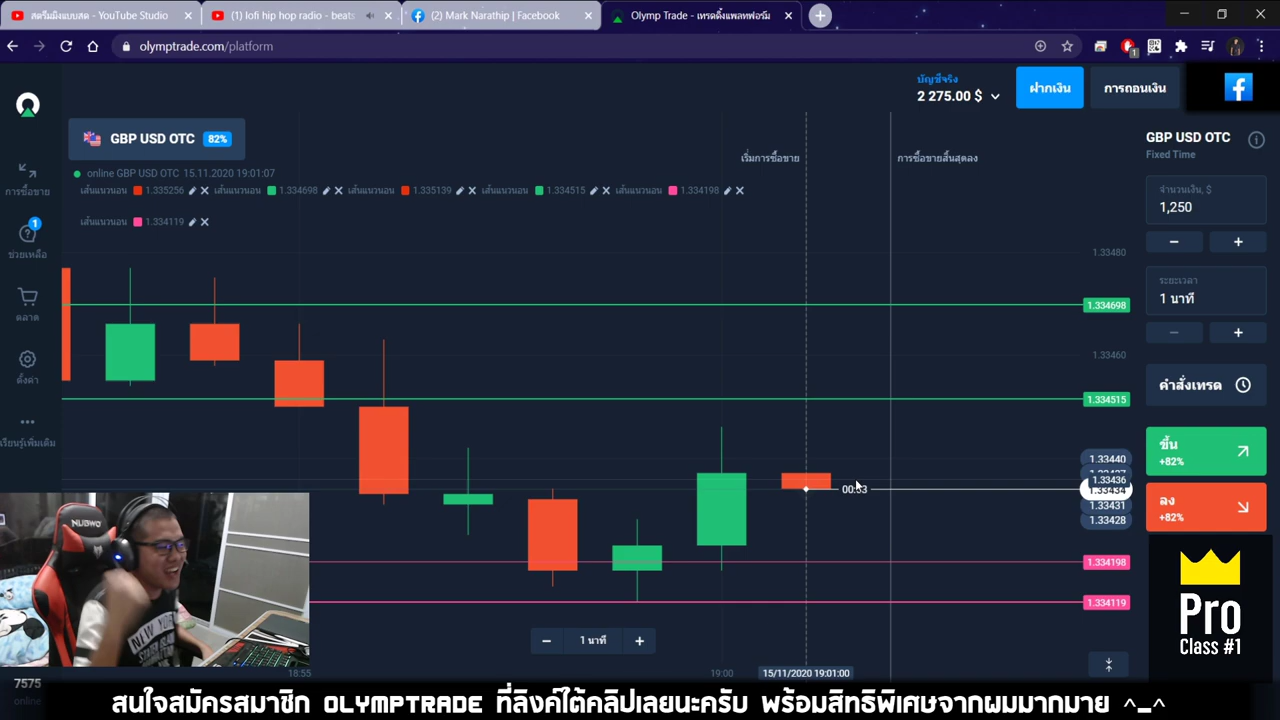 สตรีมมิงแบบสด - YouTube Studio
(1) lofi hip hop radio - beats
(2) Mark Narathip | Facebook
Olymp Trade - เทรดดิ้งแพลทฟอร์ม
olymptrade.com/platform
บัญชีจริง
2 275.00 $
ฝากเงิน
การถอนเงิน
GBP USD OTC 82%
online GBP USD OTC 15.11.2020 19:01:07
เส้นแนวนอน 1.335256 เส้นแนวนอน 1.334698 เส้นแนวนอน 1.335139 เส้นแนวนอน 1.334515 เส้นแนวนอน 1.334198
เส้นแนวนอน 1.334119
เริ่มการซื้อขาย
การซื้อขายสิ้นสุดลง
การซื้อขาย
1
ช่วยเหลือ
ตลาด
ตั้งค่า
เรียนรู้เพิ่มเติม
1.33480
1.334698
1.33460
1.334515
1.33440
1.33436
1.33434
1.33431
1.33428
1.334198
1.334119
00:53
GBP USD OTC
Fixed Time
จำนวนเงิน, $
1,250
ระยะเวลา
1 นาที
คำสั่งเทรด
ขึ้น
+82%
ลง
+82%
Pro
Class #1
NUBWO
1 นาที
18:55
19:00
15/11/2020 19:01:00
7575
online
สนใจสมัครสมาชิก OLYMPTRADE ที่ลิงค์ใต้คลิปเลยนะครับ พร้อมสิทธิพิเศษจากผมมากมาย ^_^